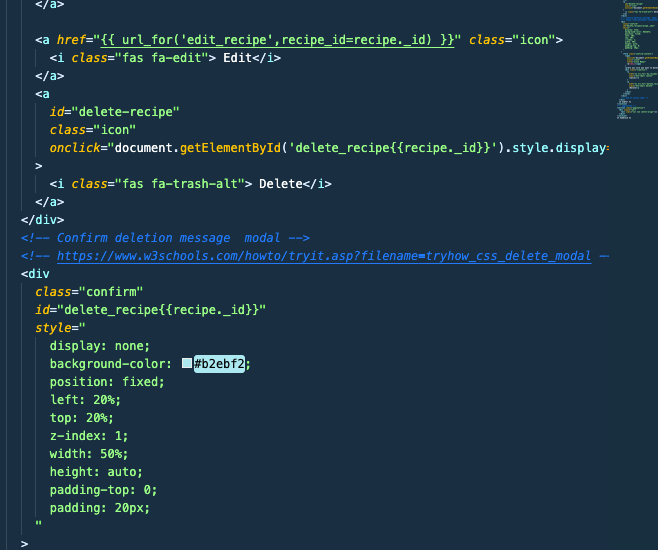 </a>
<a href="{{ url_for('edit_recipe',recipe_id=recipe._id) }}" class="icon">
<i class="fas fa-edit"> Edit</i>
</a>
<a
id="delete-recipe"
class="icon"
onclick="document.getElementById('delete_recipe{{recipe._id}}').style.display=
>
<i class="fas fa-trash-alt"> Delete</i>
</a>
</div>
<!-- Confirm deletion message  modal -->
<!-- https://www.w3schools.com/howto/tryit.asp?filename=tryhow_css_delete_modal —
<div
class="confirm"
id="delete_recipe{{recipe._id}}"
style="
display: none;
background-color: #b2ebf2;
position: fixed;
left: 20%;
top: 20%;
z-index: 1;
width: 50%;
height: auto;
padding-top: 0;
padding: 20px;
"
>